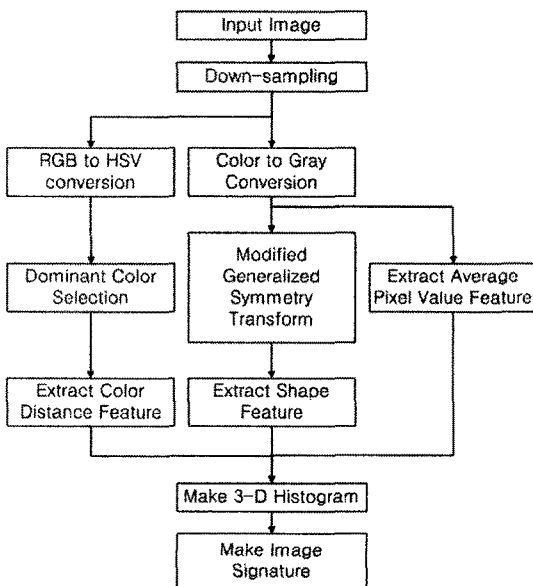 Input Image
Down-sampling
RGB to HSV
conversion
Color to Gray
Conversion
Dominant Color
Selection
Modified
Generalized
Symmetry
Transform
Extract Average
Pixel Value Feature
Extract Color
Distance Feature
Extract Shape
Feature
Make 3-D Histogram
Make Image
Signature